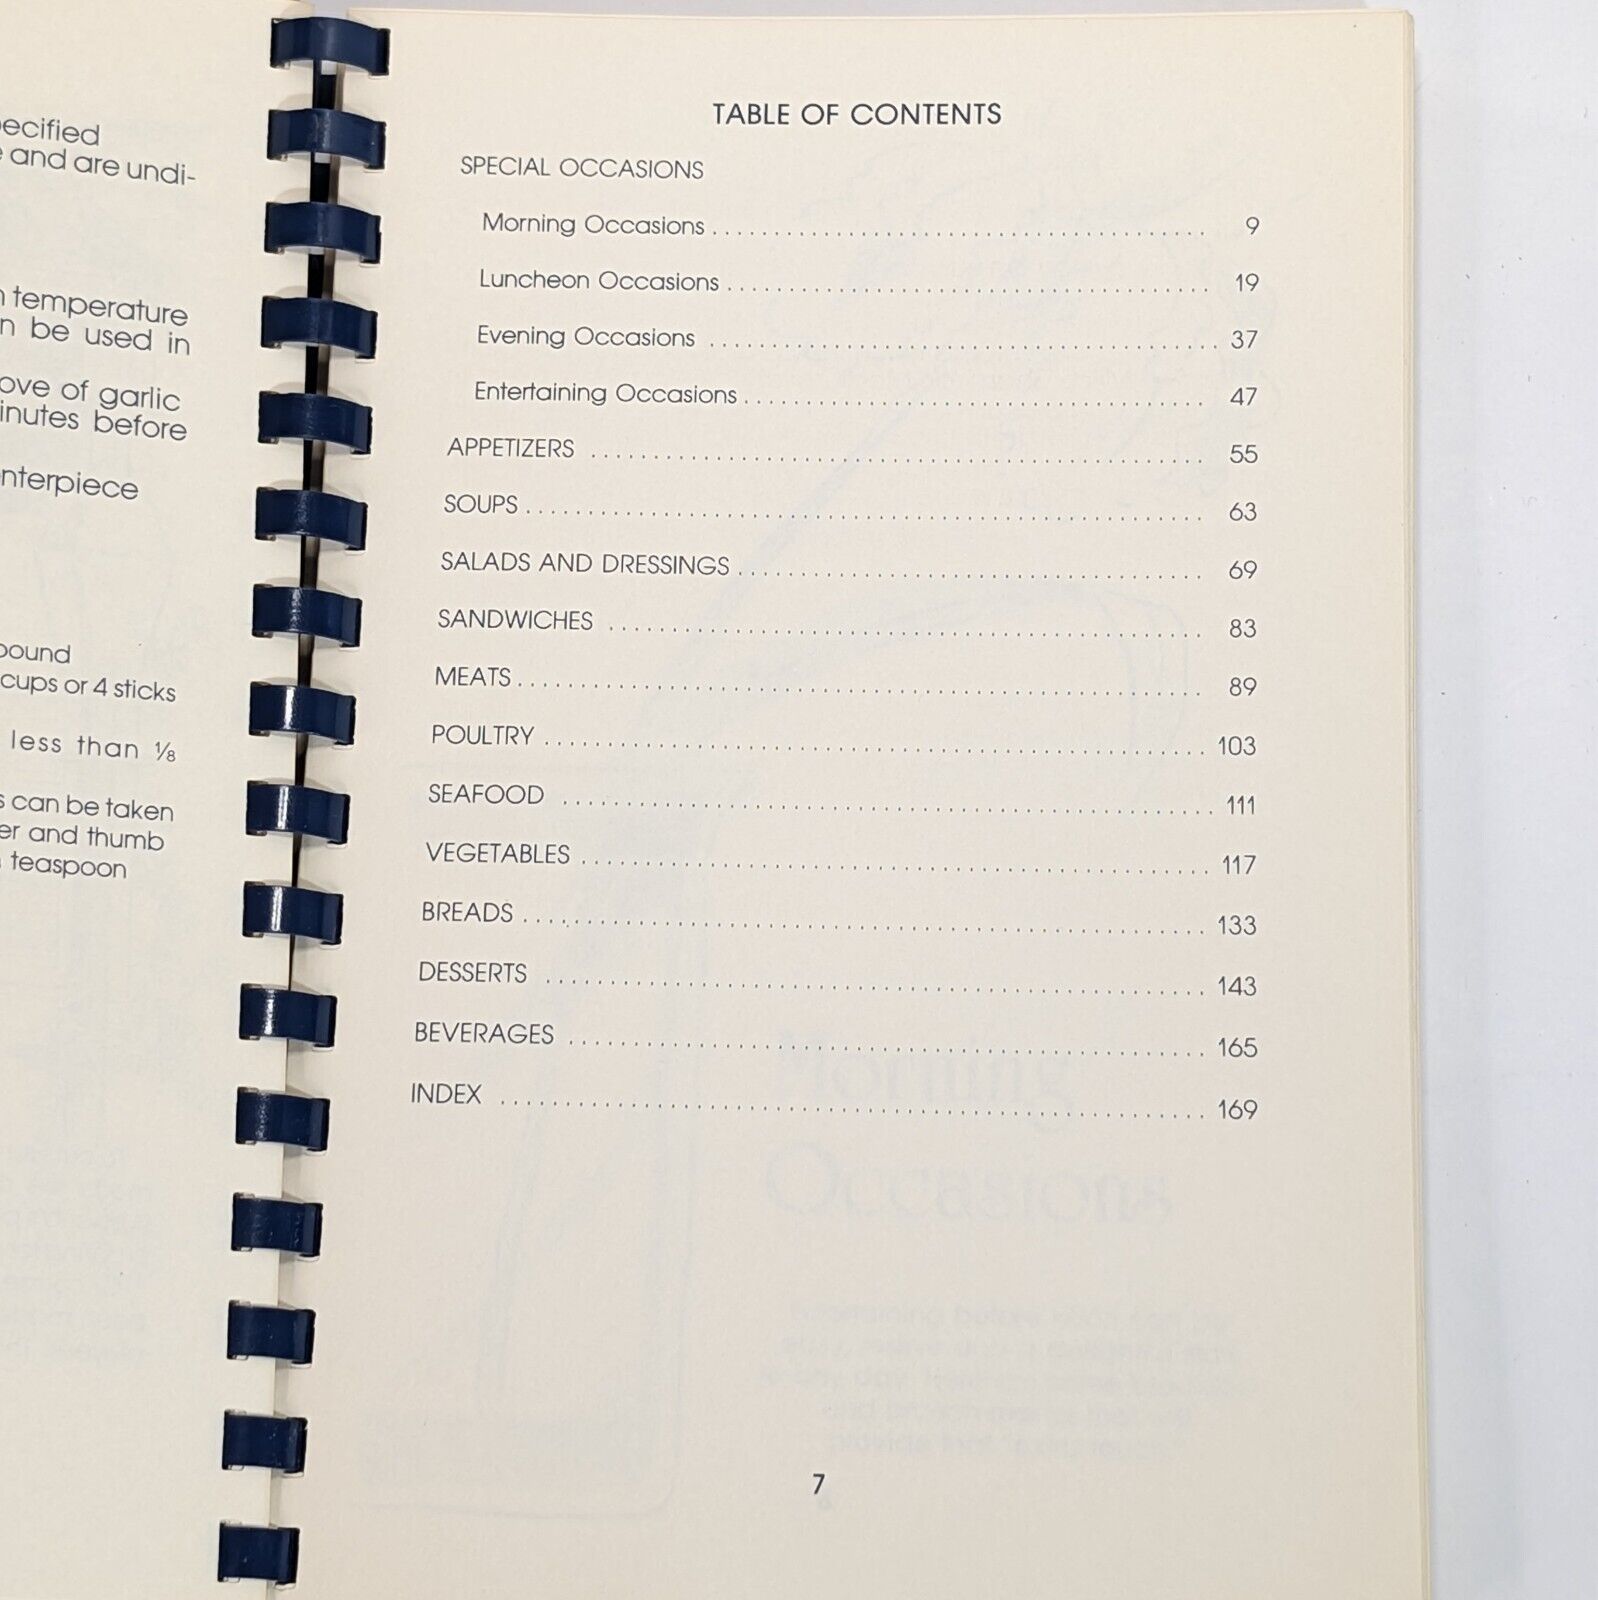 ecified
and are undi-
temperature
n be used in
ove of garlic
inutes before
nterpiece
ound
cups or 4 sticks
less than ⅛
s can be taken
er and thumb
teaspoon
TABLE OF CONTENTS
SPECIAL OCCASIONS
Morning Occasions . . . . . . . . . . . . . . . . . . . . 9
Luncheon Occasions . . . . . . . . . . . . . . . . . . . . 19
Evening Occasions . . . . . . . . . . . . . . . . . . . . 37
Entertaining Occasions . . . . . . . . . . . . . . . . . . . . 47
APPETIZERS . . . . . . . . . . . . . . . . . . . . 55
SOUPS . . . . . . . . . . . . . . . . . . . . 63
SALADS AND DRESSINGS . . . . . . . . . . . . . . . . . . . . 69
SANDWICHES . . . . . . . . . . . . . . . . . . . . 83
MEATS . . . . . . . . . . . . . . . . . . . . 89
POULTRY . . . . . . . . . . . . . . . . . . . . 103
SEAFOOD . . . . . . . . . . . . . . . . . . . . 111
VEGETABLES . . . . . . . . . . . . . . . . . . . . 117
BREADS . . . . . . . . . . . . . . . . . . . . 133
DESSERTS . . . . . . . . . . . . . . . . . . . . 143
BEVERAGES . . . . . . . . . . . . . . . . . . . . 165
INDEX . . . . . . . . . . . . . . . . . . . . 169
Morning
Occasions
7